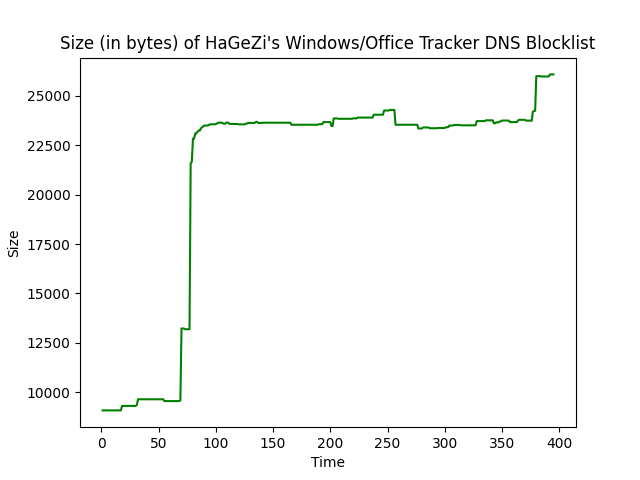 Size (in bytes) of HaGeZi's Windows/Office Tracker DNS Blocklist
25000
22500
20000
17500
15000
12500
10000
Size
0 50 100 150 200 250 300 350 400
Time